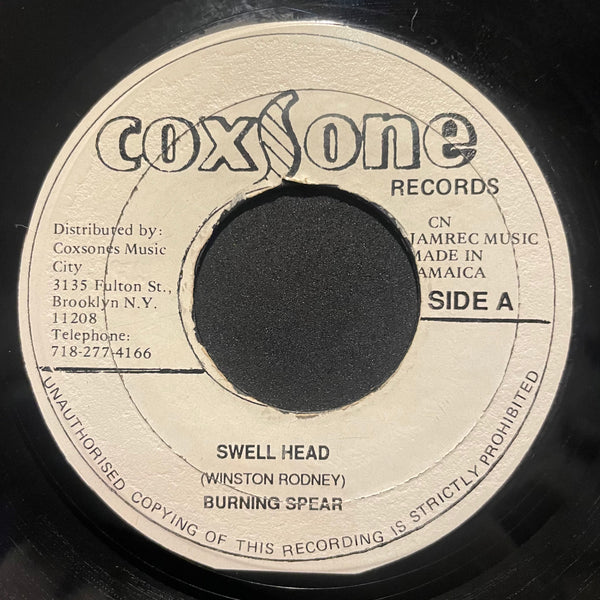 coxsone
RECORDS
Distributed by:
Coxsones Music
City
3135 Fulton St.,
Brooklyn N.Y.
11208
Telephone:
718-277-4166
CN
JAMREC MUSIC
MADE IN
JAMAICA
SIDE A
SWELL HEAD
(WINSTON RODNEY)
BURNING SPEAR
UNAUTHORISED COPYING OF THIS RECORDING IS STRICTLY PROHIBITED